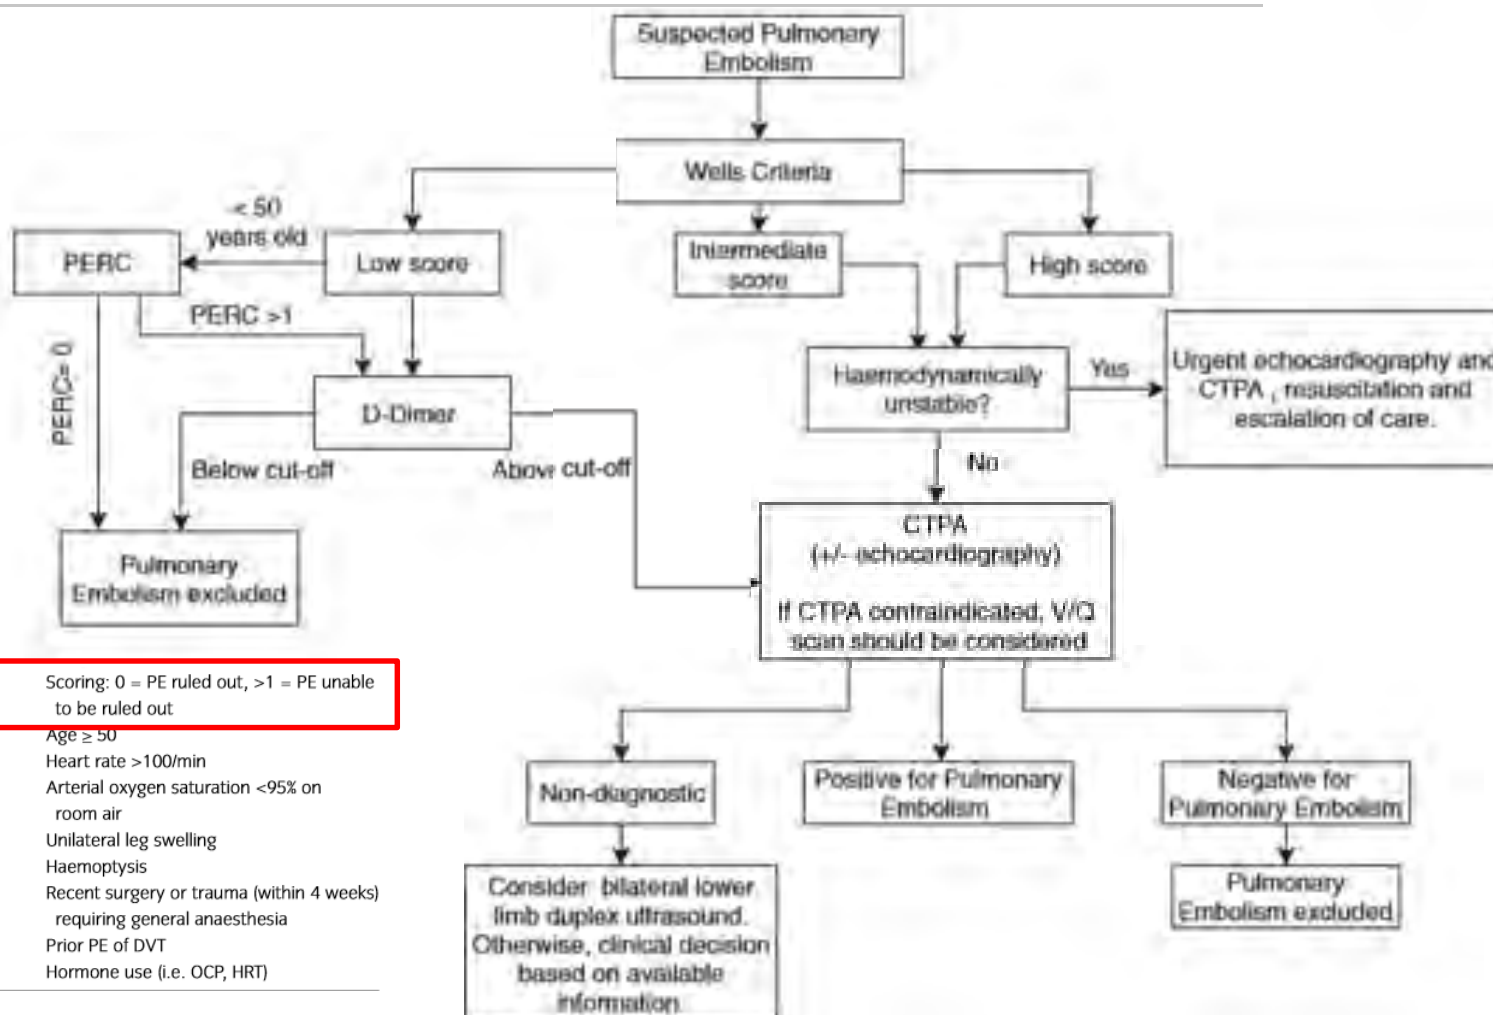 Suspected Pulmonary
Embolism
Wells Criteria
< 50
years old
PERC
Low score
Intermediate
score
High score
PERC >1
PERC= 0
Haemodynamically
unstable?
Yes
Urgent echocardiography and
CTPA , resuscitation and
escalation of care.
D-Dimer
Below cut-off
Above cut-off
No
CTPA
(+/- echocardiography)
If CTPA contraindicated, V/Q
scan should be considered
Pulmonary
Embolism excluded
Scoring: 0 = PE ruled out, >1 = PE unable
to be ruled out
Age ≥ 50
Heart rate >100/min
Arterial oxygen saturation <95% on
room air
Unilateral leg swelling
Haemoptysis
Recent surgery or trauma (within 4 weeks)
requiring general anaesthesia
Prior PE of DVT
Hormone use (i.e. OCP, HRT)
Non-diagnostic
Positive for Pulmonary
Embolism
Negative for
Pulmonary Embolism
Consider bilateral lower
limb duplex ultrasound.
Otherwise, clinical decision
based on available
information
Pulmonary
Embolism excluded